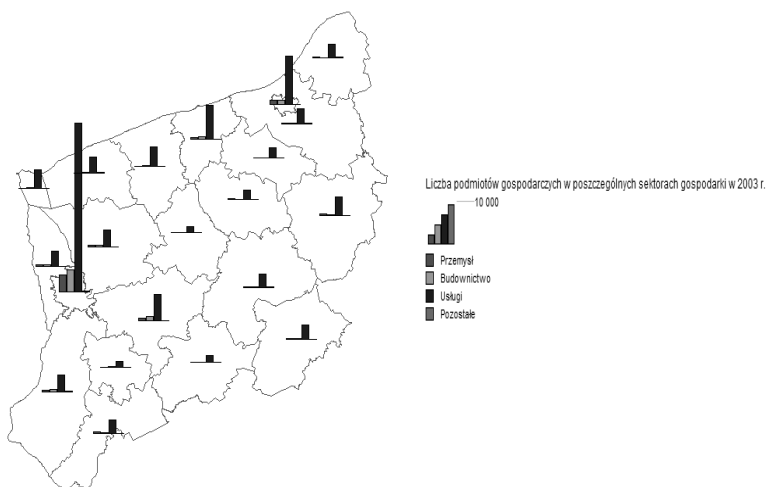 Liczba podmiotów gospodarczych w poszczególnych sektorach gospodarki w 2003 r.
10 000
Przemysł
Budownictwo
Usługi
Pozostałe